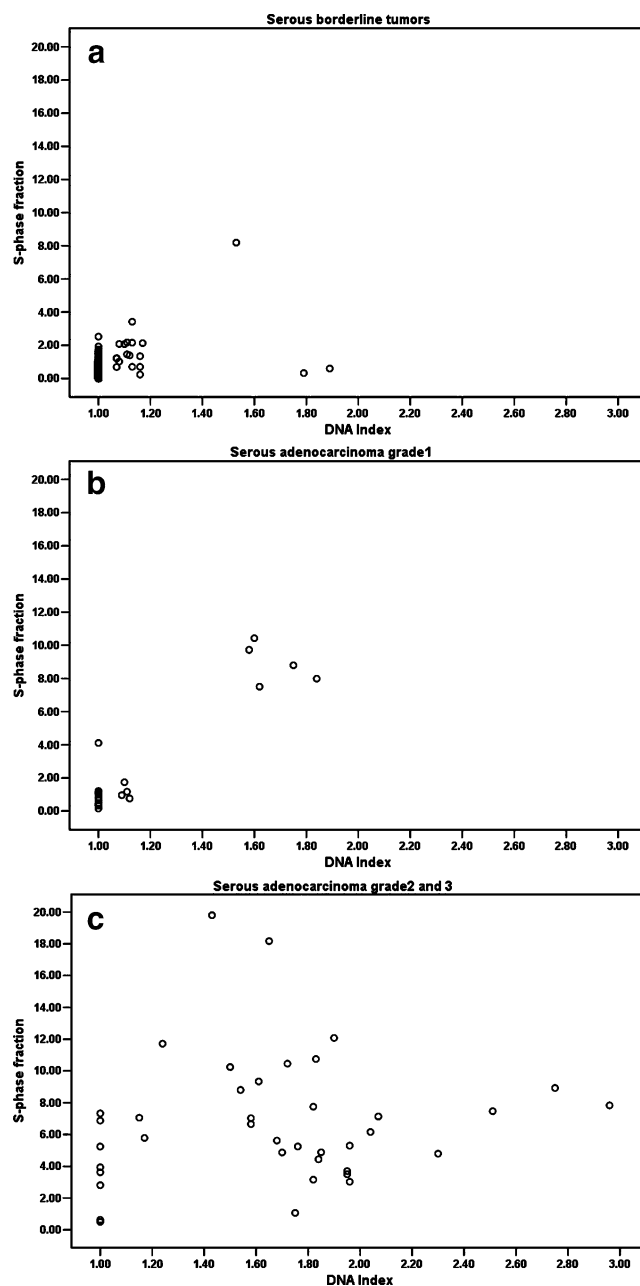 Serous borderline tumors
a
20.00
18.00
16.00
14.00
12.00
10.00
8.00
6.00
4.00
2.00
0.00
S-phase fraction
1.00 1.20 1.40 1.60 1.80 2.00 2.20 2.40 2.60 2.80 3.00
DNA Index
Serous adenocarcinoma grade1
b
20.00
18.00
16.00
14.00
12.00
10.00
8.00
6.00
4.00
2.00
0.00
S-phase fraction
1.00 1.20 1.40 1.60 1.80 2.00 2.20 2.40 2.60 2.80 3.00
DNA Index
Serous adenocarcinoma grade2 and 3
c
20.00
18.00
16.00
14.00
12.00
10.00
8.00
6.00
4.00
2.00
0.00
S-phase fraction
1.00 1.20 1.40 1.60 1.80 2.00 2.20 2.40 2.60 2.80 3.00
DNA Index